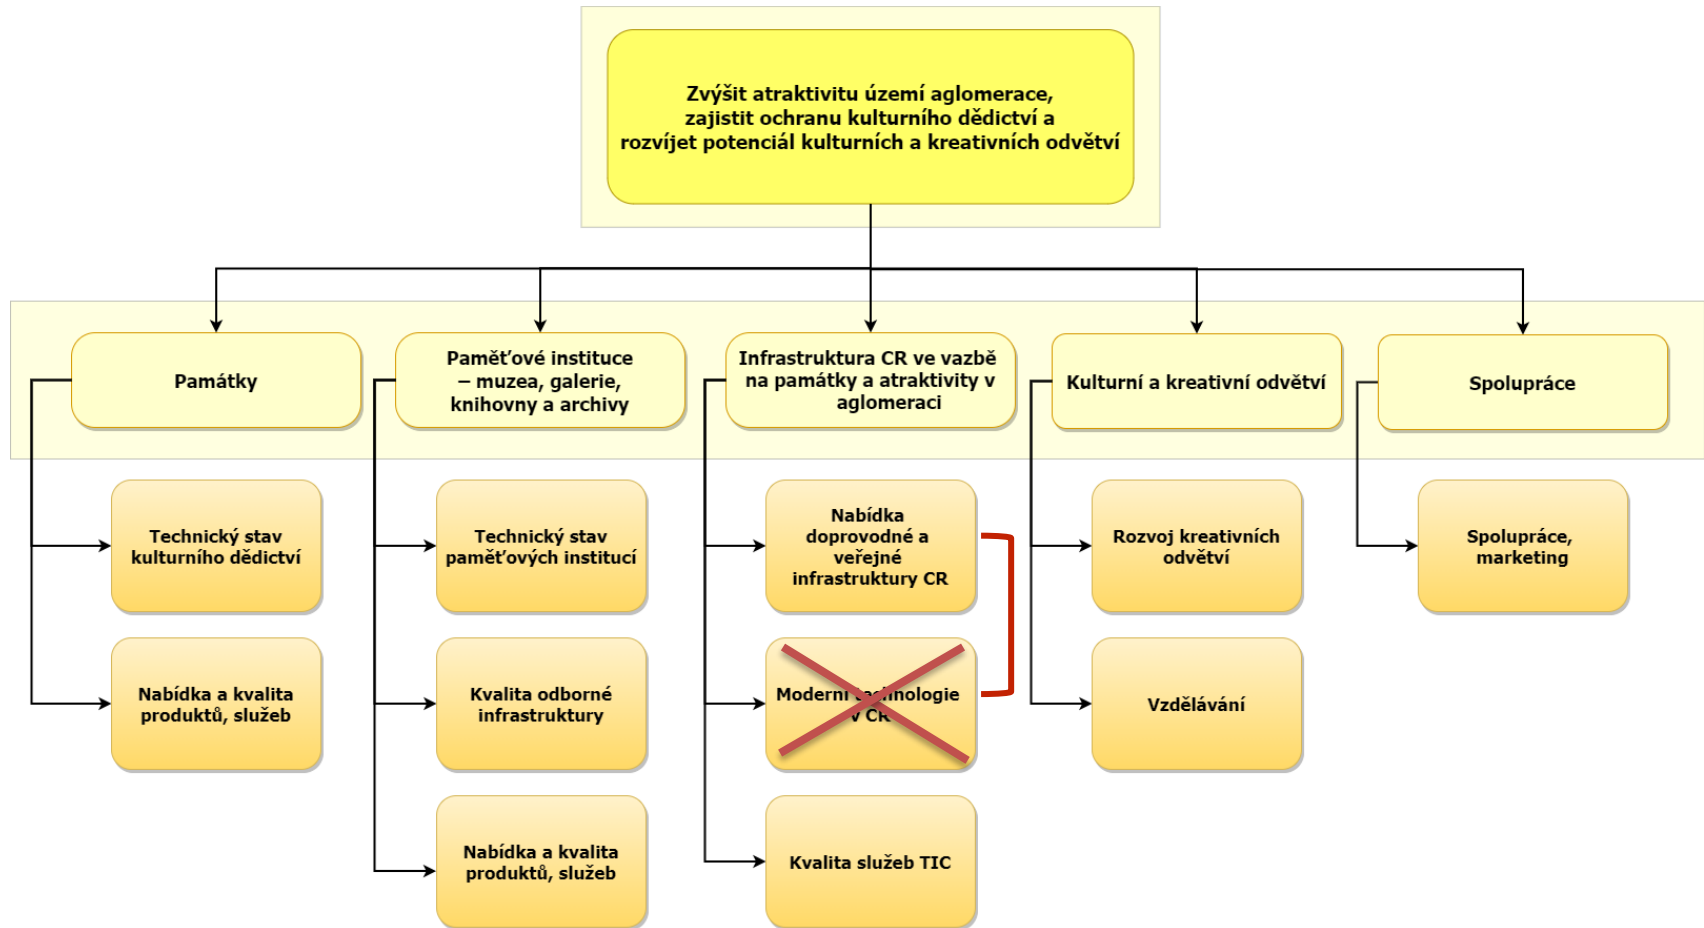 Zvýšit atraktivitu území aglomerace,
zajistit ochranu kulturního dědictví a
rozvíjet potenciál kulturních a kreativních odvětví
Památky
Paměťové instituce
– muzea, galerie,
knihovny a archivy
Infrastruktura CR ve vazbě
na památky a atraktivity v
aglomeraci
Kulturní a kreativní odvětví
Spolupráce
Technický stav
kulturního dědictví
Nabídka a kvalita
produktů, služeb
Technický stav
paměťových institucí
Kvalita odborné
infrastruktury
Nabídka a kvalita
produktů, služeb
Nabídka
doprovodné a
veřejné
infrastruktury CR
Moderní technologie
v CR
Kvalita služeb TIC
Rozvoj kreativních
odvětví
Vzdělávání
Spolupráce,
marketing